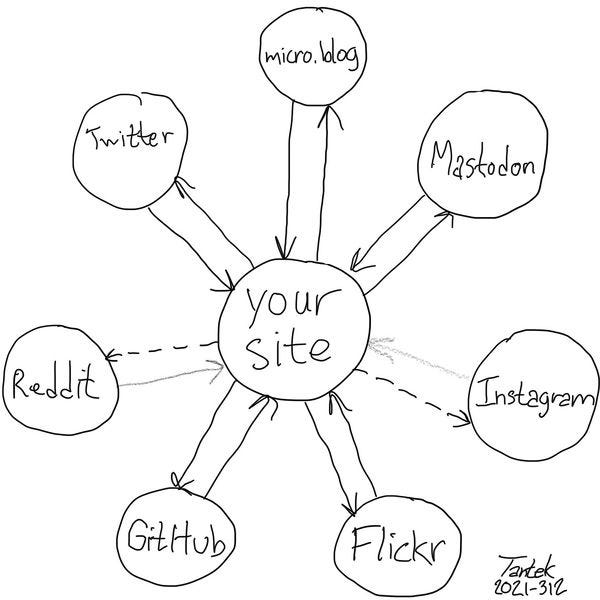 micro.blog
Twitter
Mastodon
your
site
Reddit
Instagram
GitHub
Flickr
Tantek
2021-312